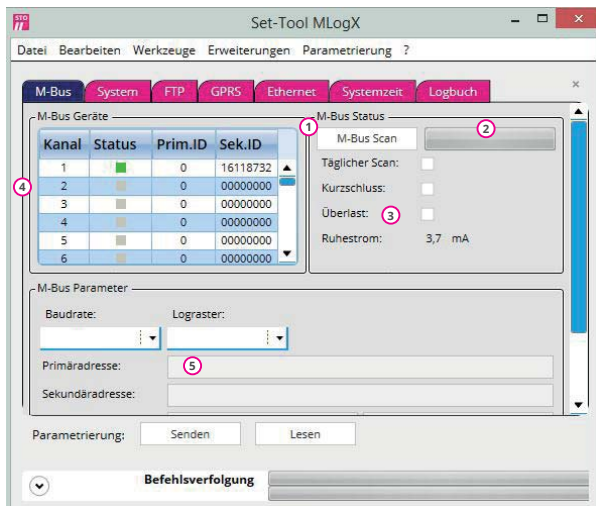 STO
Set-Tool MLogX
Datei Bearbeiten Werkzeuge Erweiterungen Parametrierung ?
M-Bus System FTP GPRS Ethernet Systemzeit Logbuch
M-Bus Geräte
Kanal Status Prim.ID Sek.ID
1 0 16118732
2 0 00000000
3 0 00000000
4 0 00000000
5 0 00000000
6 0 00000000
4
M-Bus Status
1 M-Bus Scan 2
Täglicher Scan:
Kurzschluss:
Überlast: 3
Ruhestrom: 3,7 mA
M-Bus Parameter
Baudrate: Lograster:
Primäradresse: 5
Sekundäradresse:
Parametrierung: Senden Lesen
Befehlsverfolgung